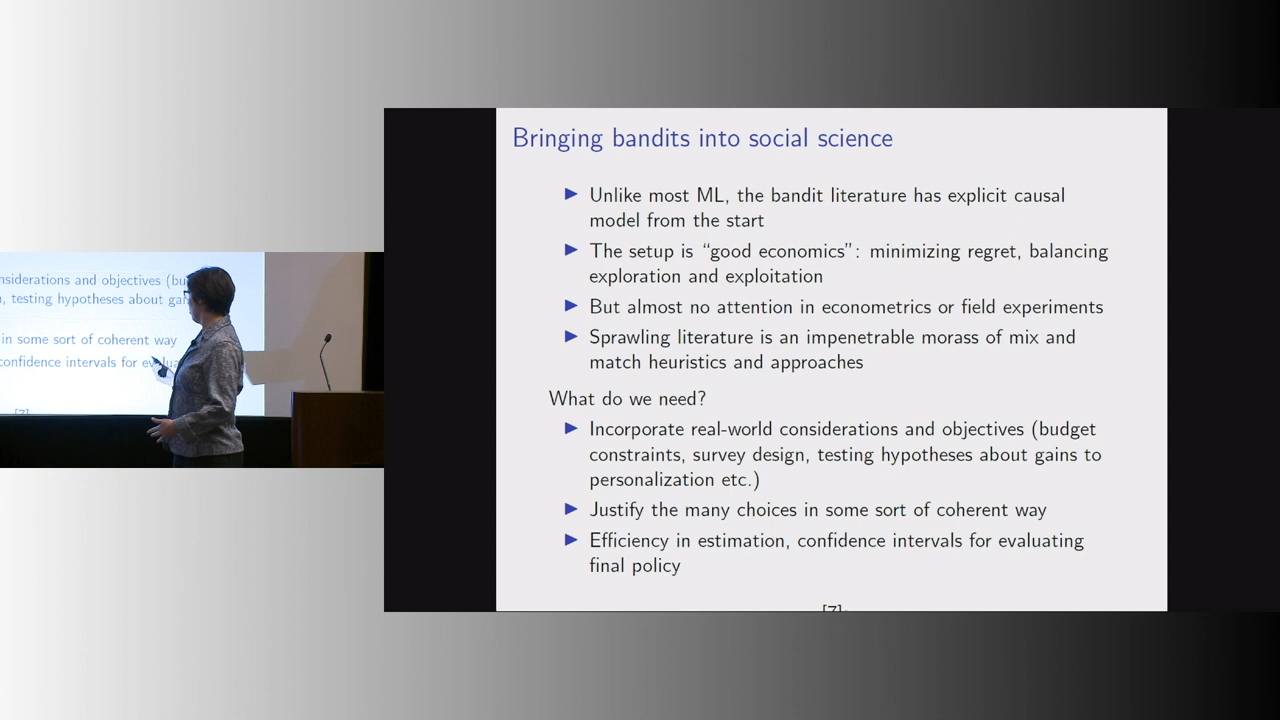 Bringing bandits into social science
▶ Unlike most ML, the bandit literature has explicit causal
model from the start
▶ The setup is “good economics”: minimizing regret, balancing
exploration and exploitation
▶ But almost no attention in econometrics or field experiments
▶ Sprawling literature is an impenetrable morass of mix and
match heuristics and approaches
What do we need?
▶ Incorporate real-world considerations and objectives (budget
constraints, survey design, testing hypotheses about gains to
personalization etc.)
▶ Justify the many choices in some sort of coherent way
▶ Efficiency in estimation, confidence intervals for evaluating
final policy
considerations and objectives (bu
, testing hypotheses about gai
in some sort of coherent way
confidence intervals for evalua